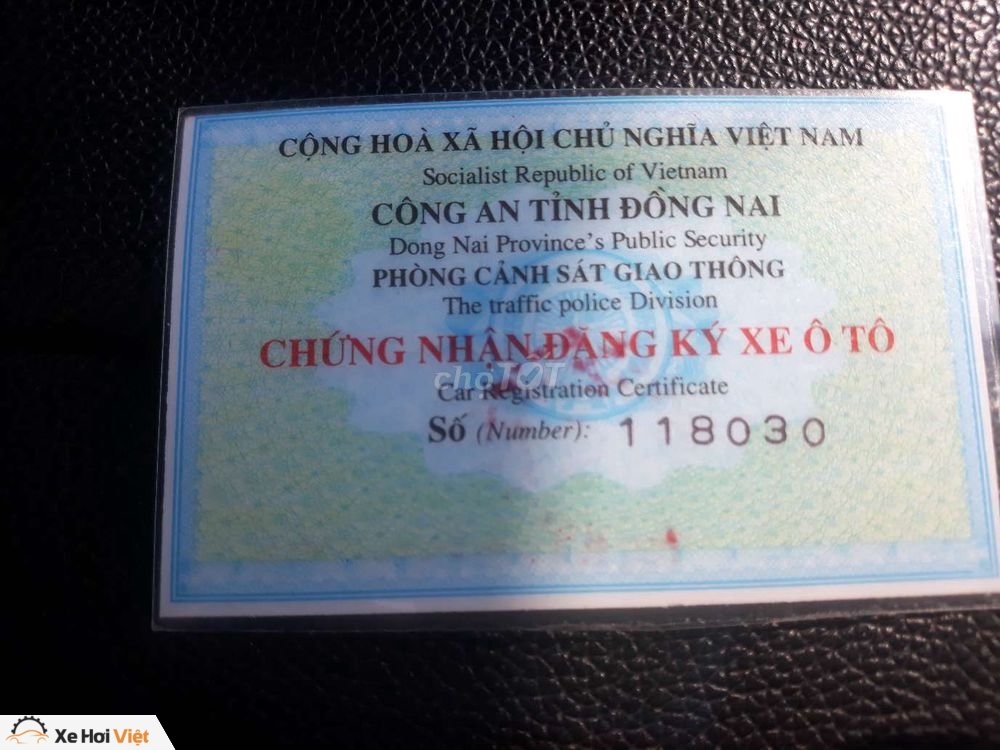 CỘNG HOÀ XÃ HỘI CHỦ NGHĨA VIỆT NAM
Socialist Republic of Vietnam
CÔNG AN TỈNH ĐỒNG NAI
Dong Nai Province's Public Security
PHÒNG CẢNH SÁT GIAO THÔNG
The traffic police Division
CHỨNG NHẬN ĐĂNG KÝ XE Ô TÔ
chợTỐT
Car Registration Certificate
Số (Number): 118030
Xe Hơi Việt